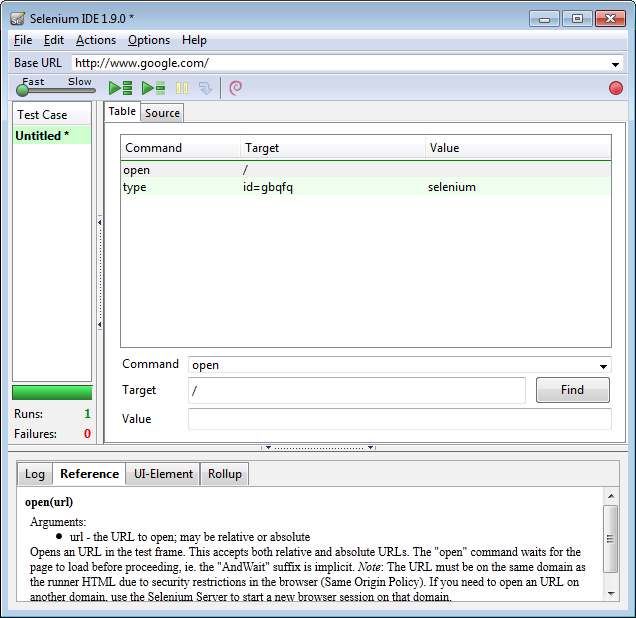 Selenium IDE 1.9.0 *
File Edit Actions Options Help
Base URL http://www.google.com/
Fast Slow
Test Case
Untitled *
Table Source
Command Target Value
open /
type id=gbqfq selenium
Command open
Target / Find
Value
Runs: 1
Failures: 0
Log Reference UI-Element Rollup
open(url)
Arguments:
• url - the URL to open; may be relative or absolute
Opens an URL in the test frame. This accepts both relative and absolute URLs. The "open" command waits for the
page to load before proceeding, ie. the "AndWait" suffix is implicit. Note: The URL must be on the same domain as
the runner HTML due to security restrictions in the browser (Same Origin Policy). If you need to open an URL on
another domain, use the Selenium Server to start a new browser session on that domain.